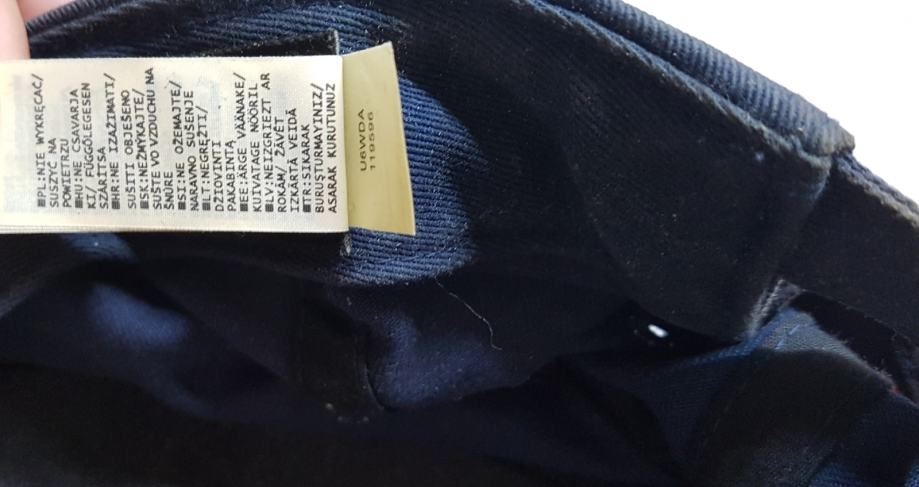 ■PL:NIE WYKRĘCAĆ/
SUSZYĆ NA
POWIETRZU
■HU:NE CSAVARJA
KI/ FÜGGŐLEGESEN
SZÁRÍTSA
■HR:NE IZAŽIMATI/
SUŠITI OBJEŠENO
■SK:NEŽMÝKAJTE/
SUŠTE VO VZDUCHU NA
ŠNÚRE
■SL:NE OŽEMAJTE/
NARAVNO SUŠENJE
■LT:NEGRĘŽTI/
DŽIOVINTI
PAKABINTĄ
■EE:ÄRGE VÄÄNAKE/
KUIVATAGE NÖÖRIL
■LV:NEIZGRIEZT AR
ROKĀM/ ŽĀVĒT
IZKĀRTĀ VEIDĀ
■TR:SIKARAK
BURUŞTURMAYINIZ/
ASARAK KURUTUNUZ
U6WDA
119596